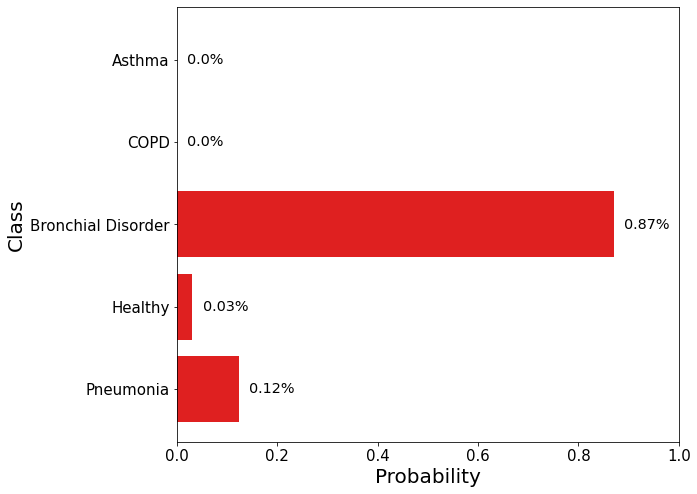 Class
Asthma
0.0%
COPD
0.0%
Bronchial Disorder
0.87%
Healthy
0.03%
Pneumonia
0.12%
0.0 0.2 0.4 0.6 0.8 1.0
Probability